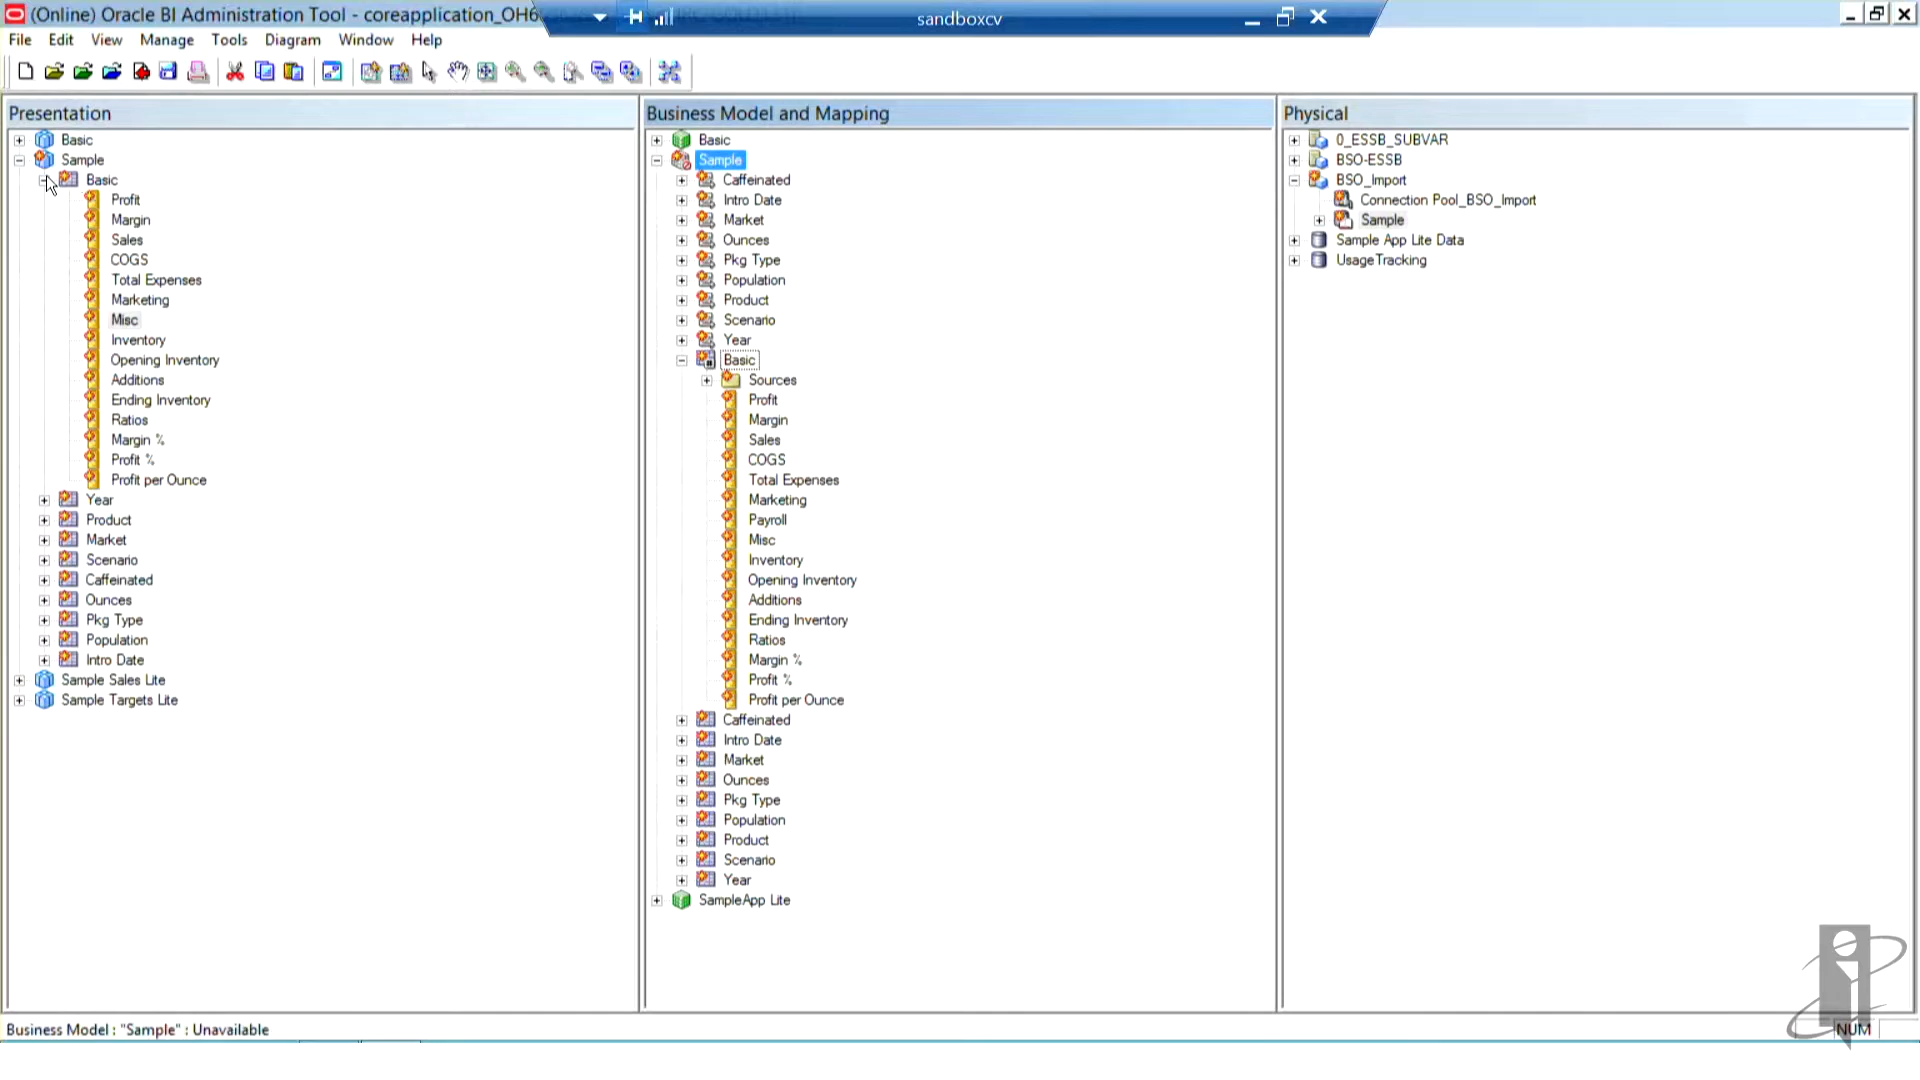 (Online) Oracle BI Administration Tool - coreapplication_OH6
sandboxcv
File Edit View Manage Tools Diagram Window Help
Presentation
Basic
Sample
Basic
Profit
Margin
Sales
COGS
Total Expenses
Marketing
Misc
Inventory
Opening Inventory
Additions
Ending Inventory
Ratios
Margin %
Profit %
Profit per Ounce
Year
Product
Market
Scenario
Caffeinated
Ounces
Pkg Type
Population
Intro Date
Sample Sales Lite
Sample Targets Lite
Business Model and Mapping
Basic
Sample
Caffeinated
Intro Date
Market
Ounces
Pkg Type
Population
Product
Scenario
Year
Basic
Sources
Profit
Margin
Sales
COGS
Total Expenses
Marketing
Payroll
Misc
Inventory
Opening Inventory
Additions
Ending Inventory
Ratios
Margin %
Profit %
Profit per Ounce
Caffeinated
Intro Date
Market
Ounces
Pkg Type
Population
Product
Scenario
Year
SampleApp Lite
Physical
0_ESSB_SUBVAR
BSO-ESSB
BSO_Import
Connection Pool_BSO_Import
Sample
Sample App Lite Data
UsageTracking
Business Model : "Sample" : Unavailable
NUM